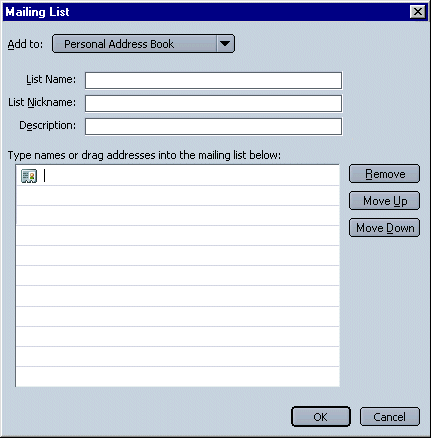 Mailing List
Add to: Personal Address Book
List Name:
List Nickname:
Description:
Type names or drag addresses into the mailing list below:
Remove
Move Up
Move Down
OK Cancel